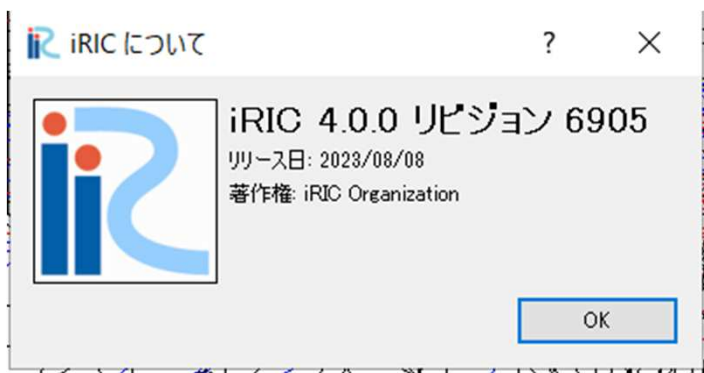 iRIC について
iRIC 4.0.0 リビジョン 6905
リリース日: 2023/08/08
著作権: iRIC Organization
OK